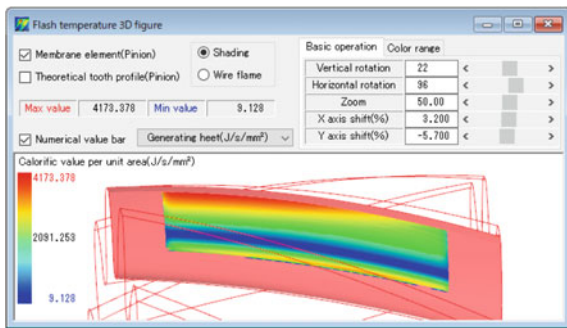 Flash temperature 3D figure
Membrane element(Pinion)
Shading
Theoretical tooth profile(Pinion)
Wire flame
Max value 4173.378 Min value 9.128
Numerical value bar Generating heet(J/s/mm²)
Basic operation Color range
Vertical rotation 22 < >
Horizontal rotation 96 < >
Zoom 50.00 < >
X axis shift(%) 3.200 < >
Y axis shift(%) -5.700 < >
Calorific value per unit area(J/s/mm²)
4173.378
2091.253
9.128